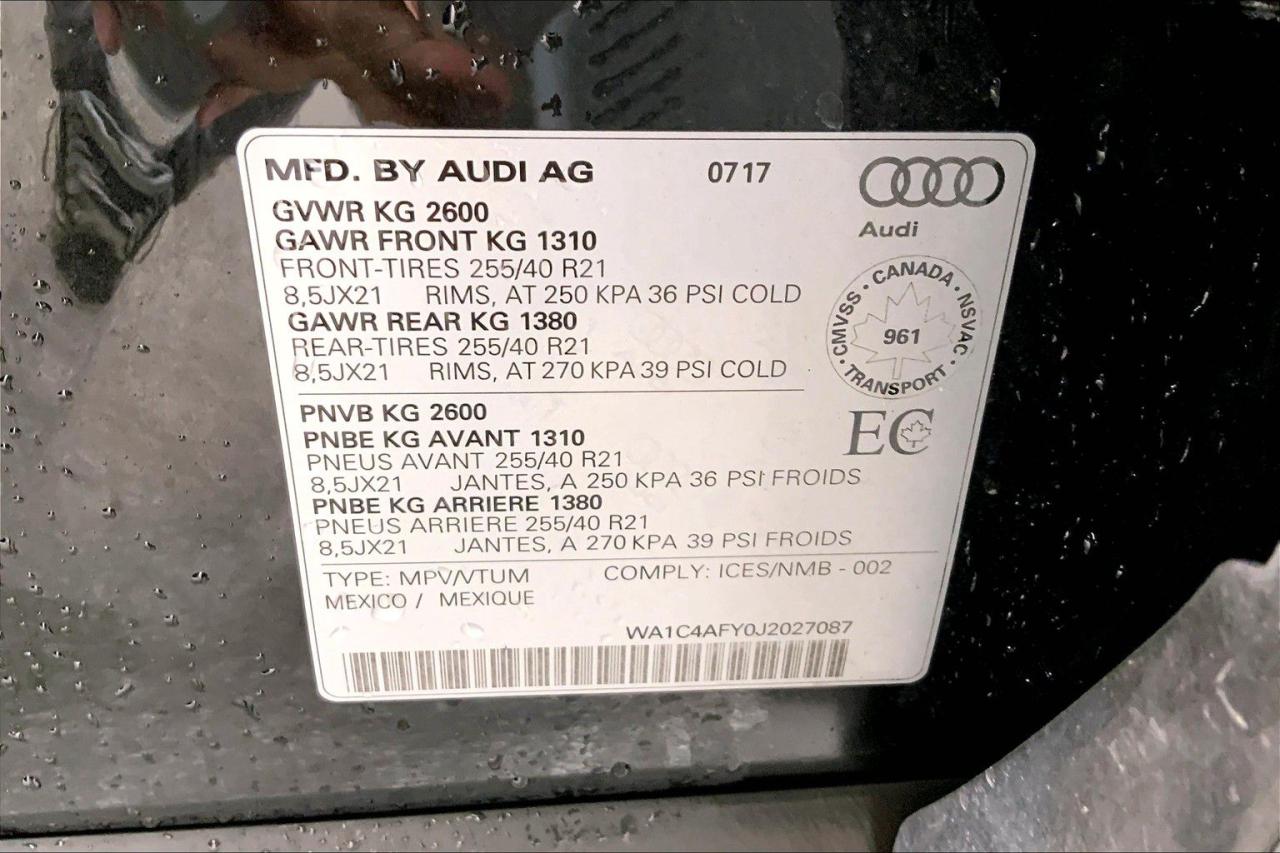 MFD. BY AUDI AG 0717
Audi
GVWR KG 2600
GAWR FRONT KG 1310
FRONT-TIRES 255/40 R21
8,5JX21 RIMS, AT 250 KPA 36 PSI COLD
GAWR REAR KG 1380
REAR-TIRES 255/40 R21
8,5JX21 RIMS, AT 270 KPA 39 PSI COLD
CMVSS · CANADA · NSVAC · TRANSPORT ·
961
PNVB KG 2600
PNBE KG AVANT 1310
PNEUS AVANT 255/40 R21
8,5JX21 JANTES, A 250 KPA 36 PSI FROIDS
PNBE KG ARRIERE 1380
PNEUS ARRIERE 255/40 R21
8,5JX21 JANTES, A 270 KPA 39 PSI FROIDS
EC
TYPE: MPV/VTUM COMPLY: ICES/NMB - 002
MEXICO / MEXIQUE
WA1C4AFY0J2027087